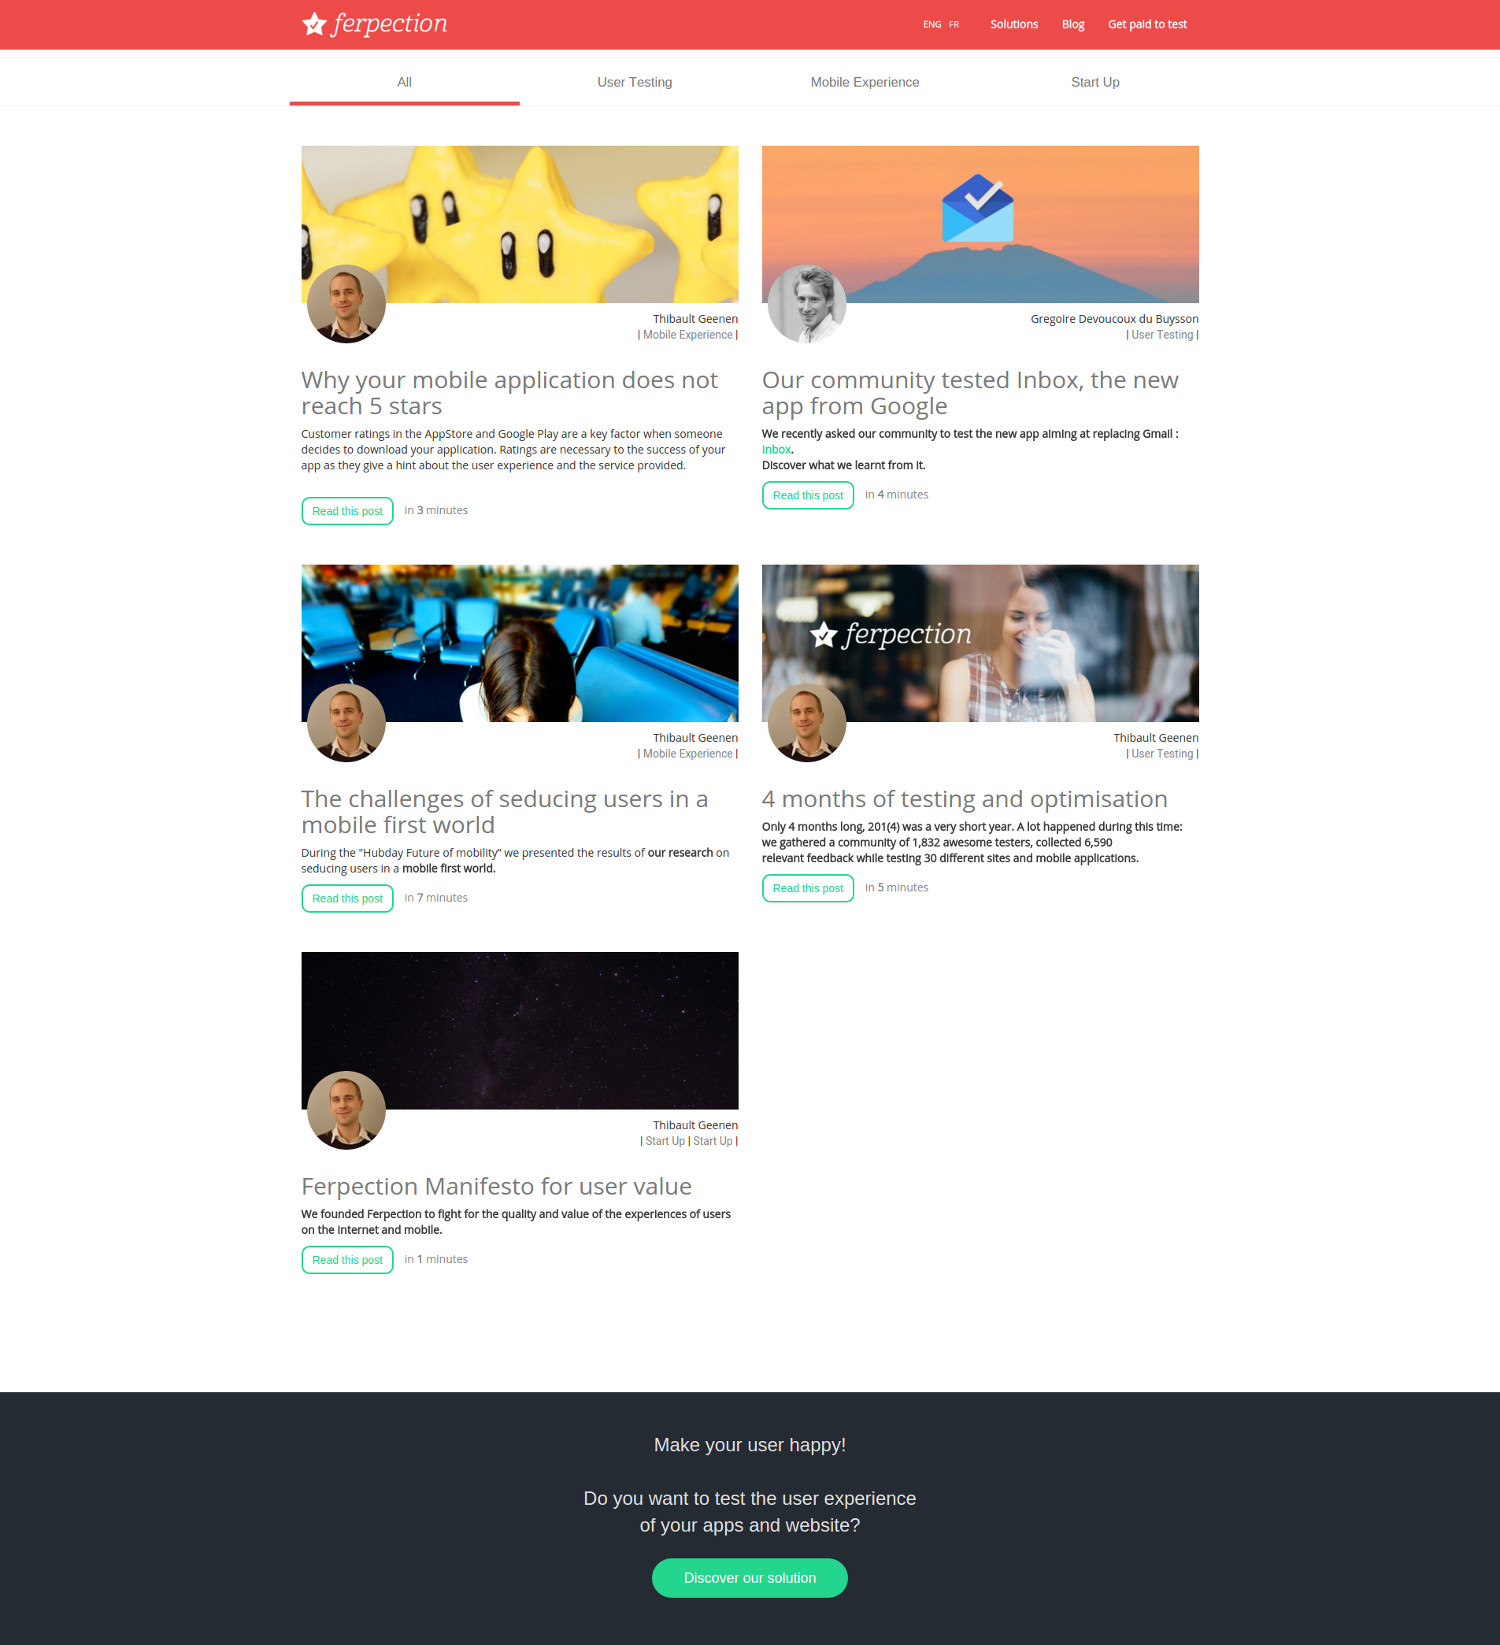 ferpection
ENG FR Solutions Blog Get paid to test
All User Testing Mobile Experience Start Up
Thibault Geenen
| Mobile Experience |
Why your mobile application does not
reach 5 stars
Customer ratings in the AppStore and Google Play are a key factor when someone
decides to download your application. Ratings are necessary to the success of your
app as they give a hint about the user experience and the service provided.
Read this post in 3 minutes
Gregoire Devoucoux du Buysson
| User Testing |
Our community tested Inbox, the new
app from Google
We recently asked our community to test the new app aiming at replacing Gmail :
Inbox.
Discover what we learnt from it.
Read this post in 4 minutes
Thibault Geenen
| Mobile Experience |
The challenges of seducing users in a
mobile first world
During the "Hubday Future of mobility" we presented the results of our research on
seducing users in a mobile first world.
Read this post in 7 minutes
ferpection
Thibault Geenen
| User Testing |
4 months of testing and optimisation
Only 4 months long, 201(4) was a very short year. A lot happened during this time:
we gathered a community of 1,832 awesome testers, collected 6,590
relevant feedback while testing 30 different sites and mobile applications.
Read this post in 5 minutes
Thibault Geenen
| Start Up | Start Up |
Ferpection Manifesto for user value
We founded Ferpection to fight for the quality and value of the experiences of users
on the Internet and mobile.
Read this post in 1 minutes
Make your user happy!
Do you want to test the user experience
of your apps and website?
Discover our solution